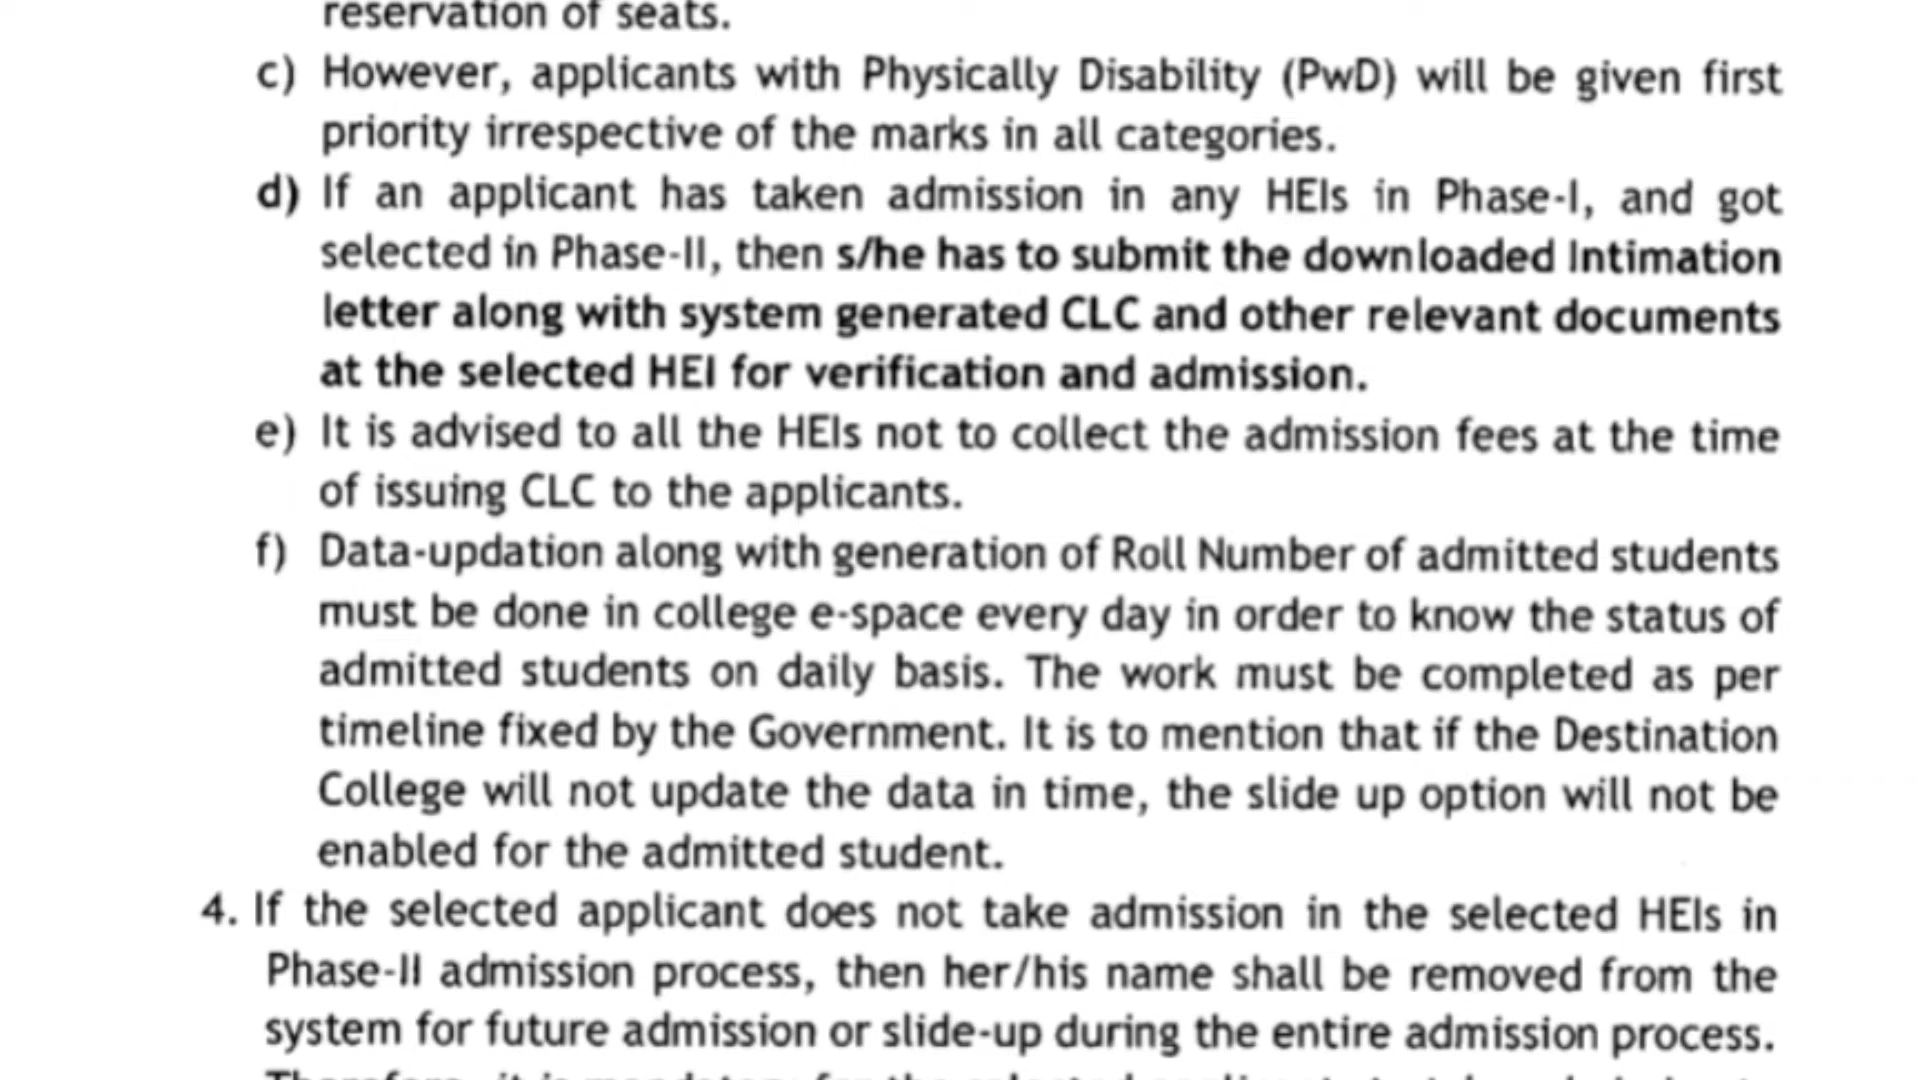 reservation of seats.
c) However, applicants with Physically Disability (PwD) will be given first
priority irrespective of the marks in all categories.
d) If an applicant has taken admission in any HEIs in Phase-I, and got
selected in Phase-II, then s/he has to submit the downloaded Intimation
letter along with system generated CLC and other relevant documents
at the selected HEI for verification and admission.
e) It is advised to all the HEIs not to collect the admission fees at the time
of issuing CLC to the applicants.
f) Data-updation along with generation of Roll Number of admitted students
must be done in college e-space every day in order to know the status of
admitted students on daily basis. The work must be completed as per
timeline fixed by the Government. It is to mention that if the Destination
College will not update the data in time, the slide up option will not be
enabled for the admitted student.
4. If the selected applicant does not take admission in the selected HEIs in
Phase-II admission process, then her/his name shall be removed from the
system for future admission or slide-up during the entire admission process.